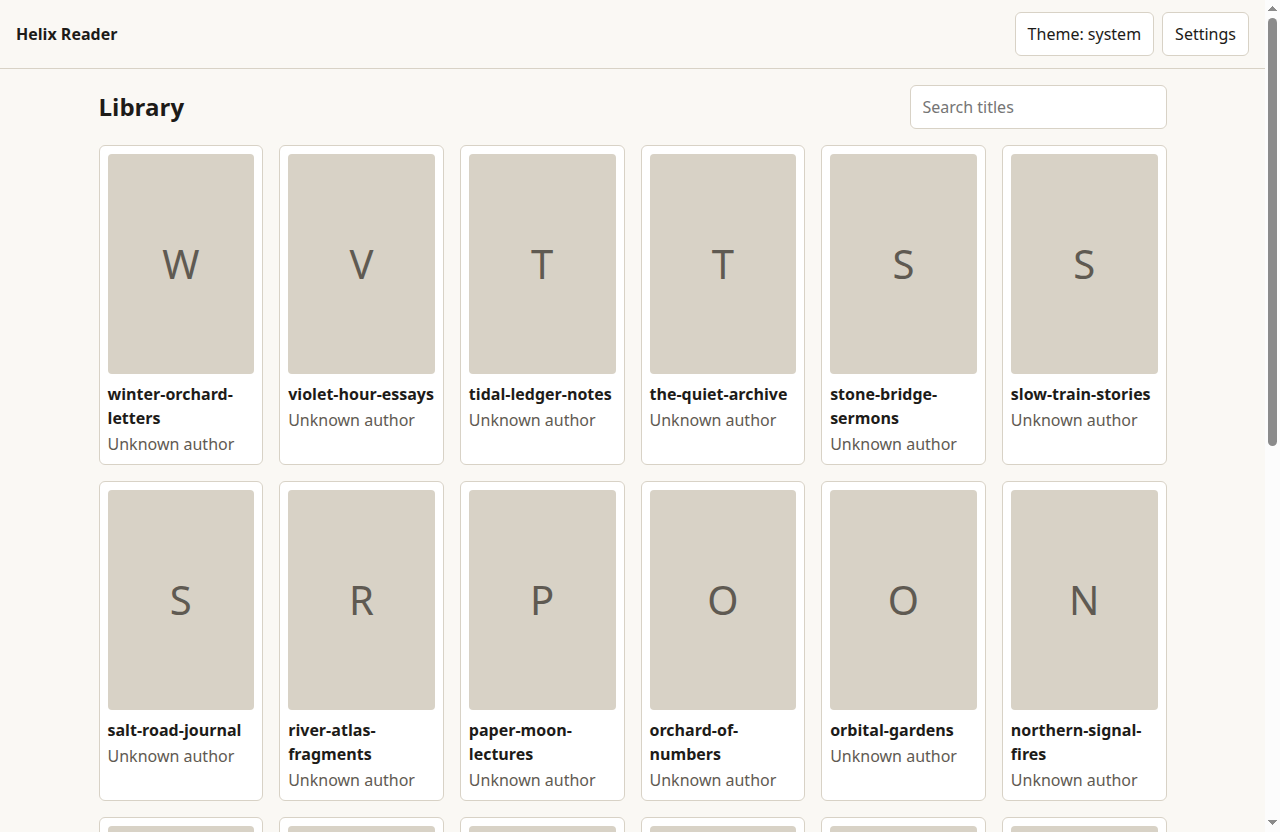 Helix Reader
Theme: system
Settings
Library
Search titles
W
V
T
T
S
S
winter-orchard-
letters
Unknown author
violet-hour-essays
Unknown author
tidal-ledger-notes
Unknown author
the-quiet-archive
Unknown author
stone-bridge-
sermons
Unknown author
slow-train-stories
Unknown author
S
R
P
O
O
N
salt-road-journal
Unknown author
river-atlas-
fragments
Unknown author
paper-moon-
lectures
Unknown author
orchard-of-
numbers
Unknown author
orbital-gardens
Unknown author
northern-signal-
fires
Unknown author